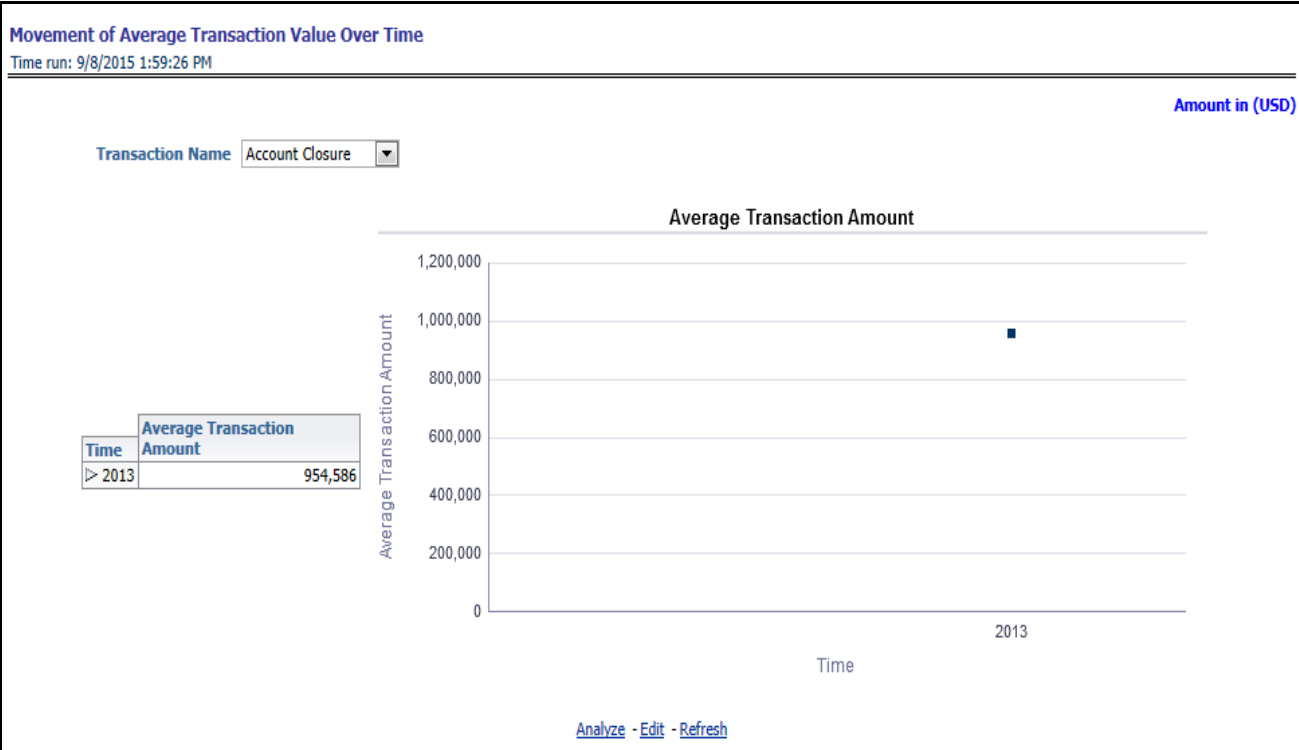 Movement of Average Transaction Value Over Time
Time run: 9/8/2015 1:59:26 PM
Amount in (USD)
Transaction Name Account Closure
Average Transaction Amount
1,200,000
1,000,000
800,000
600,000
400,000
200,000
0
Average Transaction Amount
2013
Time
Average Transaction
Time Amount
2013 954,586
Analyze - Edit - Refresh